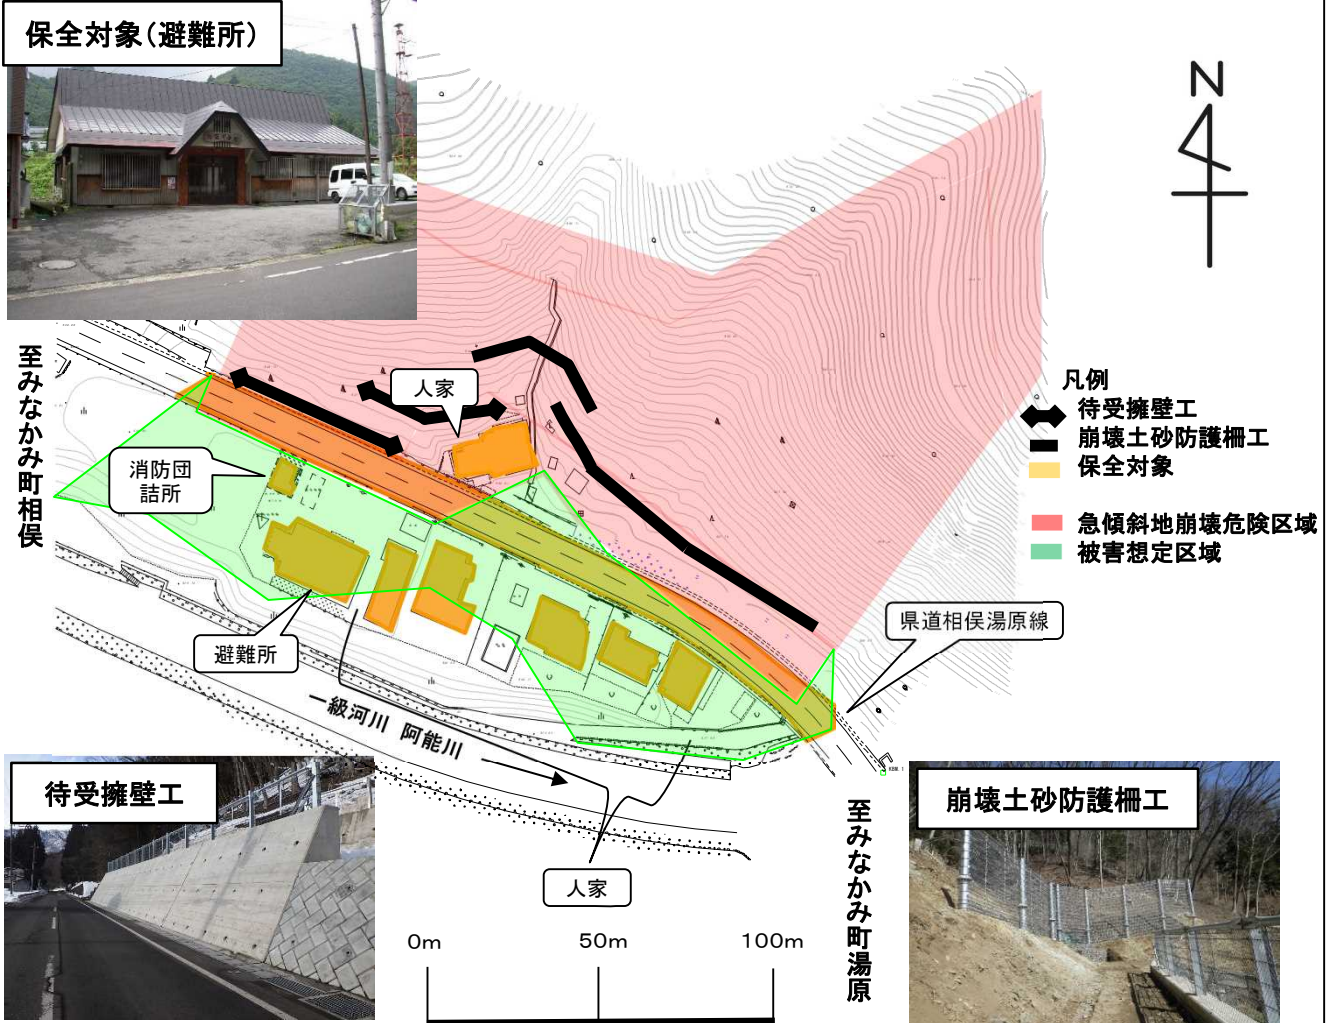 保全対象(避難所)
N
至みなかみ町相俣
人家
消防団
詰所
避難所
凡例
待受擁壁工
崩壊土砂防護柵工
保全対象
急傾斜地崩壊危険区域
被害想定区域
県道相俣湯原線
一級河川 阿能川
人家
至みなかみ町湯原
待受擁壁工
崩壊土砂防護柵工
0m
50m
100m